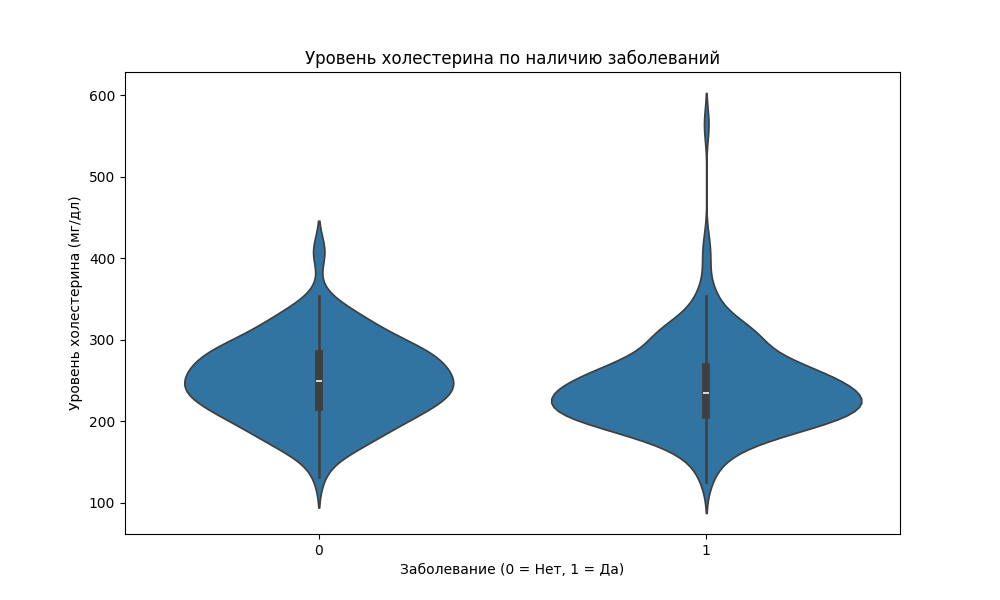 Уровень холестерина по наличию заболеваний
Уровень холестерина (мг/дл)
600
500
400
300
200
100
0
1
Заболевание (0 = Нет, 1 = Да)